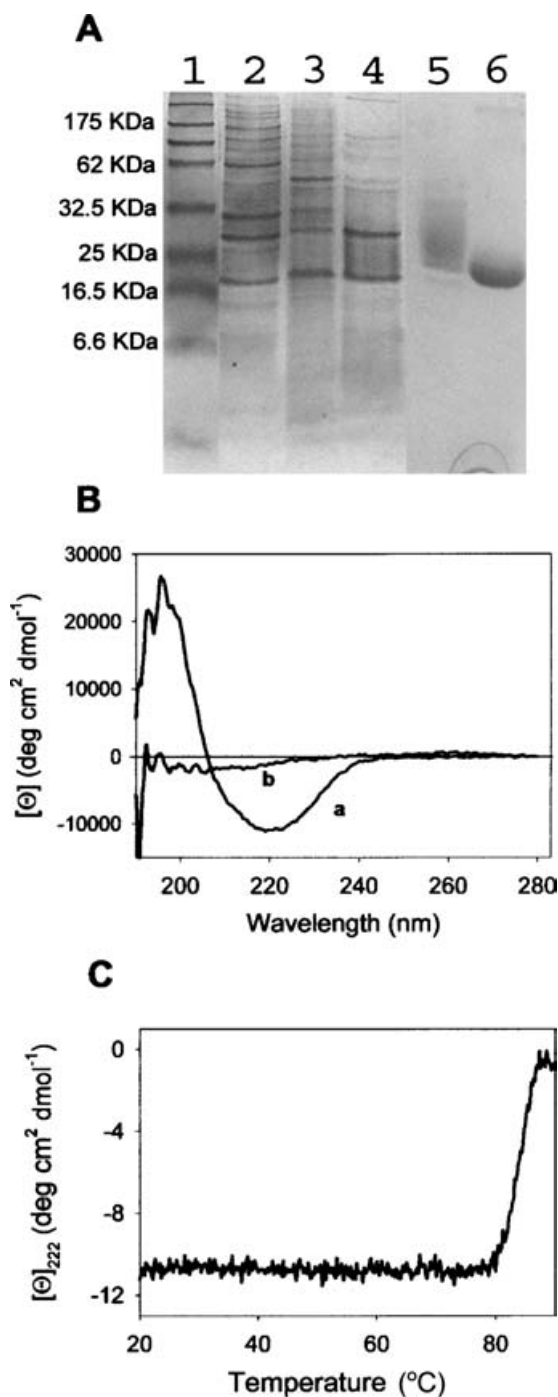 A
1 2 3 4 5 6
175 KDa
62 KDa
32.5 KDa
25 KDa
16.5 KDa
6.6 KDa
B
30000
20000
10000
0
-10000
[Θ] (deg cm² dmol⁻¹)
b
a
200 220 240 260 280
Wavelength (nm)
C
0
-4
-8
-12
[Θ]₂₂₂ (deg cm² dmol⁻¹)
20 40 60 80
Temperature (°C)